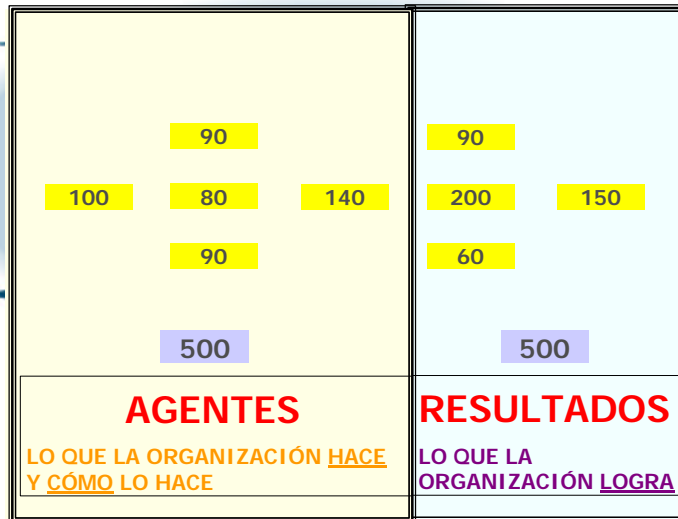 90
90
100
80
140
200
150
90
60
500
500
AGENTES
RESULTADOS
LO QUE LA ORGANIZACIÓN HACE
Y CÓMO LO HACE
LO QUE LA
ORGANIZACIÓN LOGRA